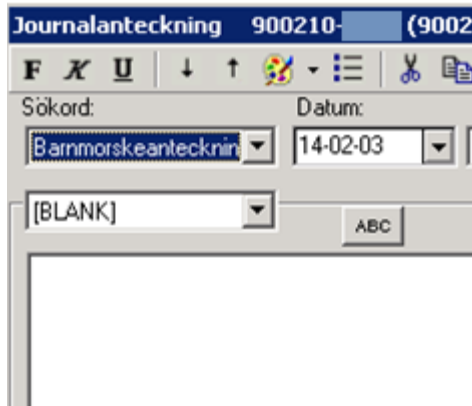 Journalanteckning 900210- (9002
F K U
Sökord: Datum:
Barnmorskeantecknin 14-02-03
[BLANK]
ABC